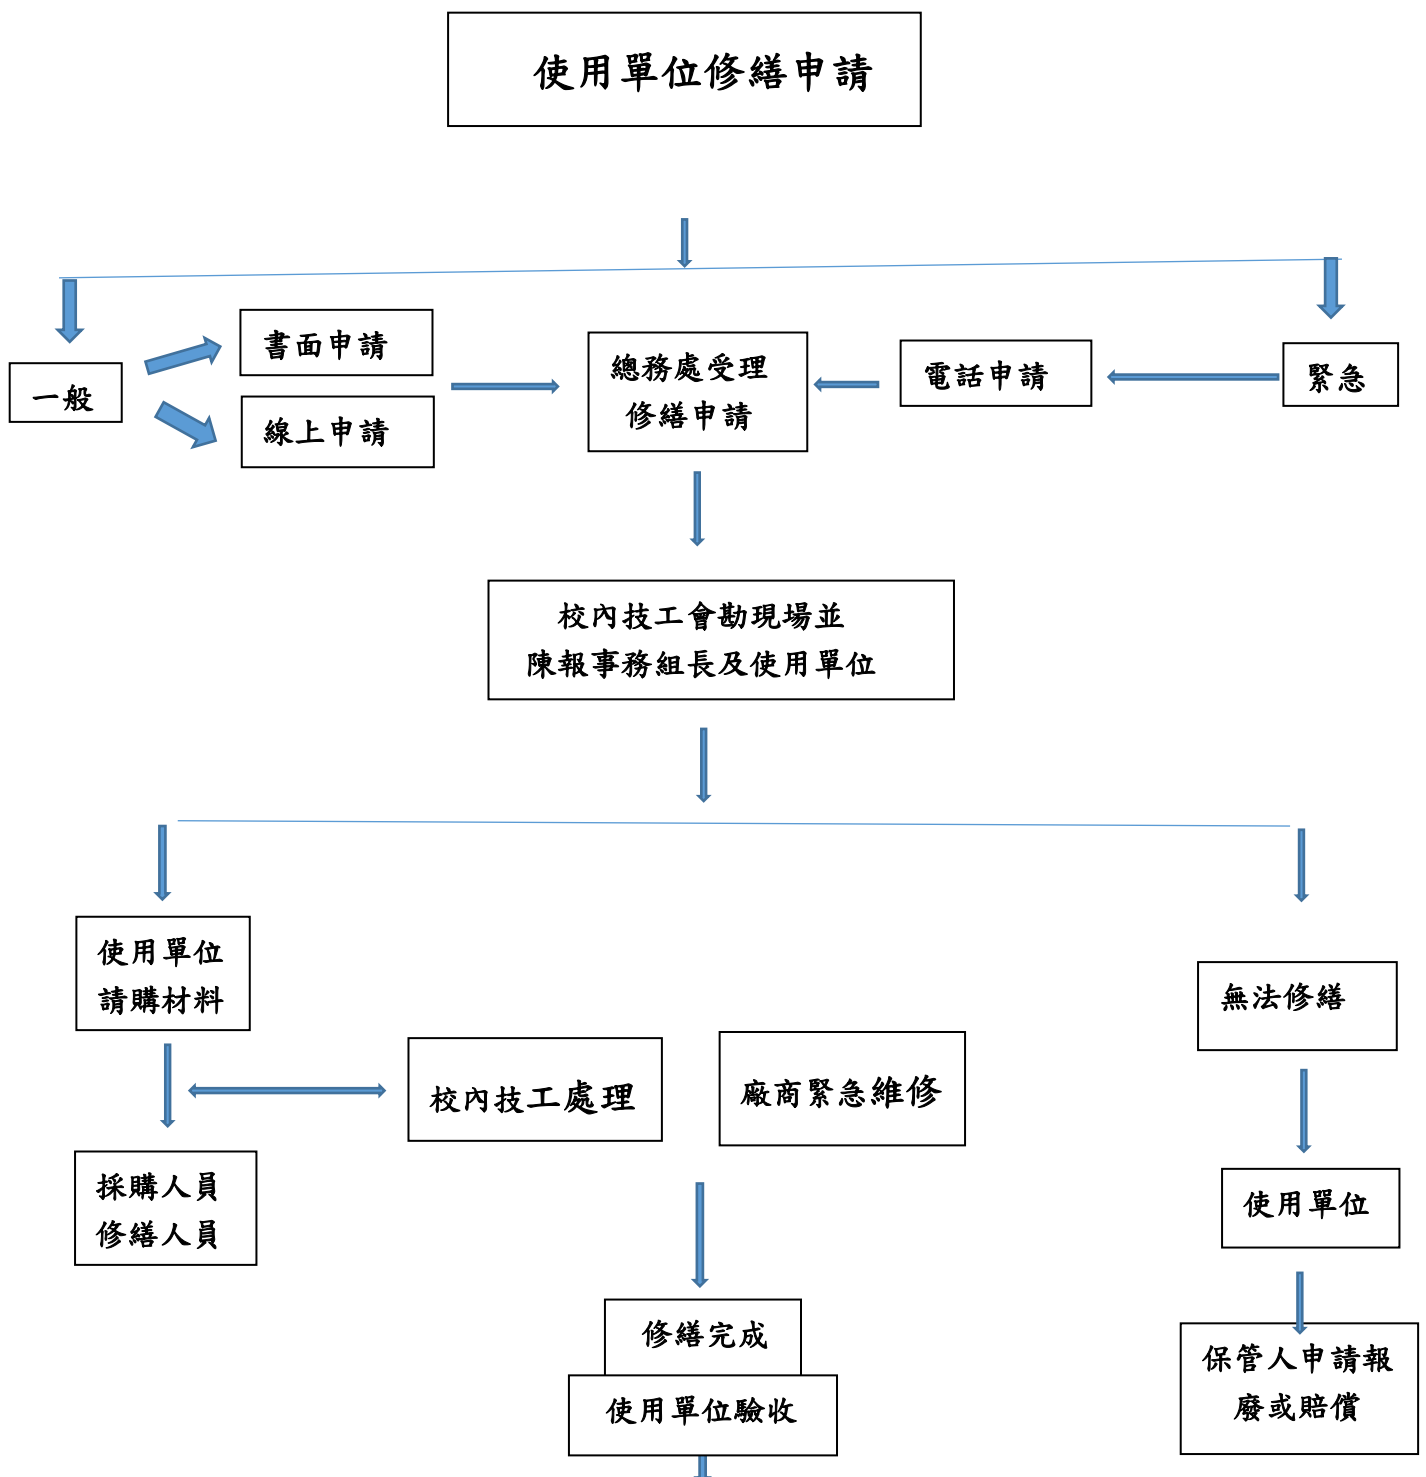 使用單位修繕申請
一般
書面申請
線上申請
總務處受理
修繕申請
電話申請
緊急
校內技工會勘現場並
陳報事務組長及使用單位
使用單位
請購材料
校內技工處理
廠商緊急維修
無法修繕
採購人員
修繕人員
使用單位
修繕完成
使用單位驗收
保管人申請報
廢或賠償